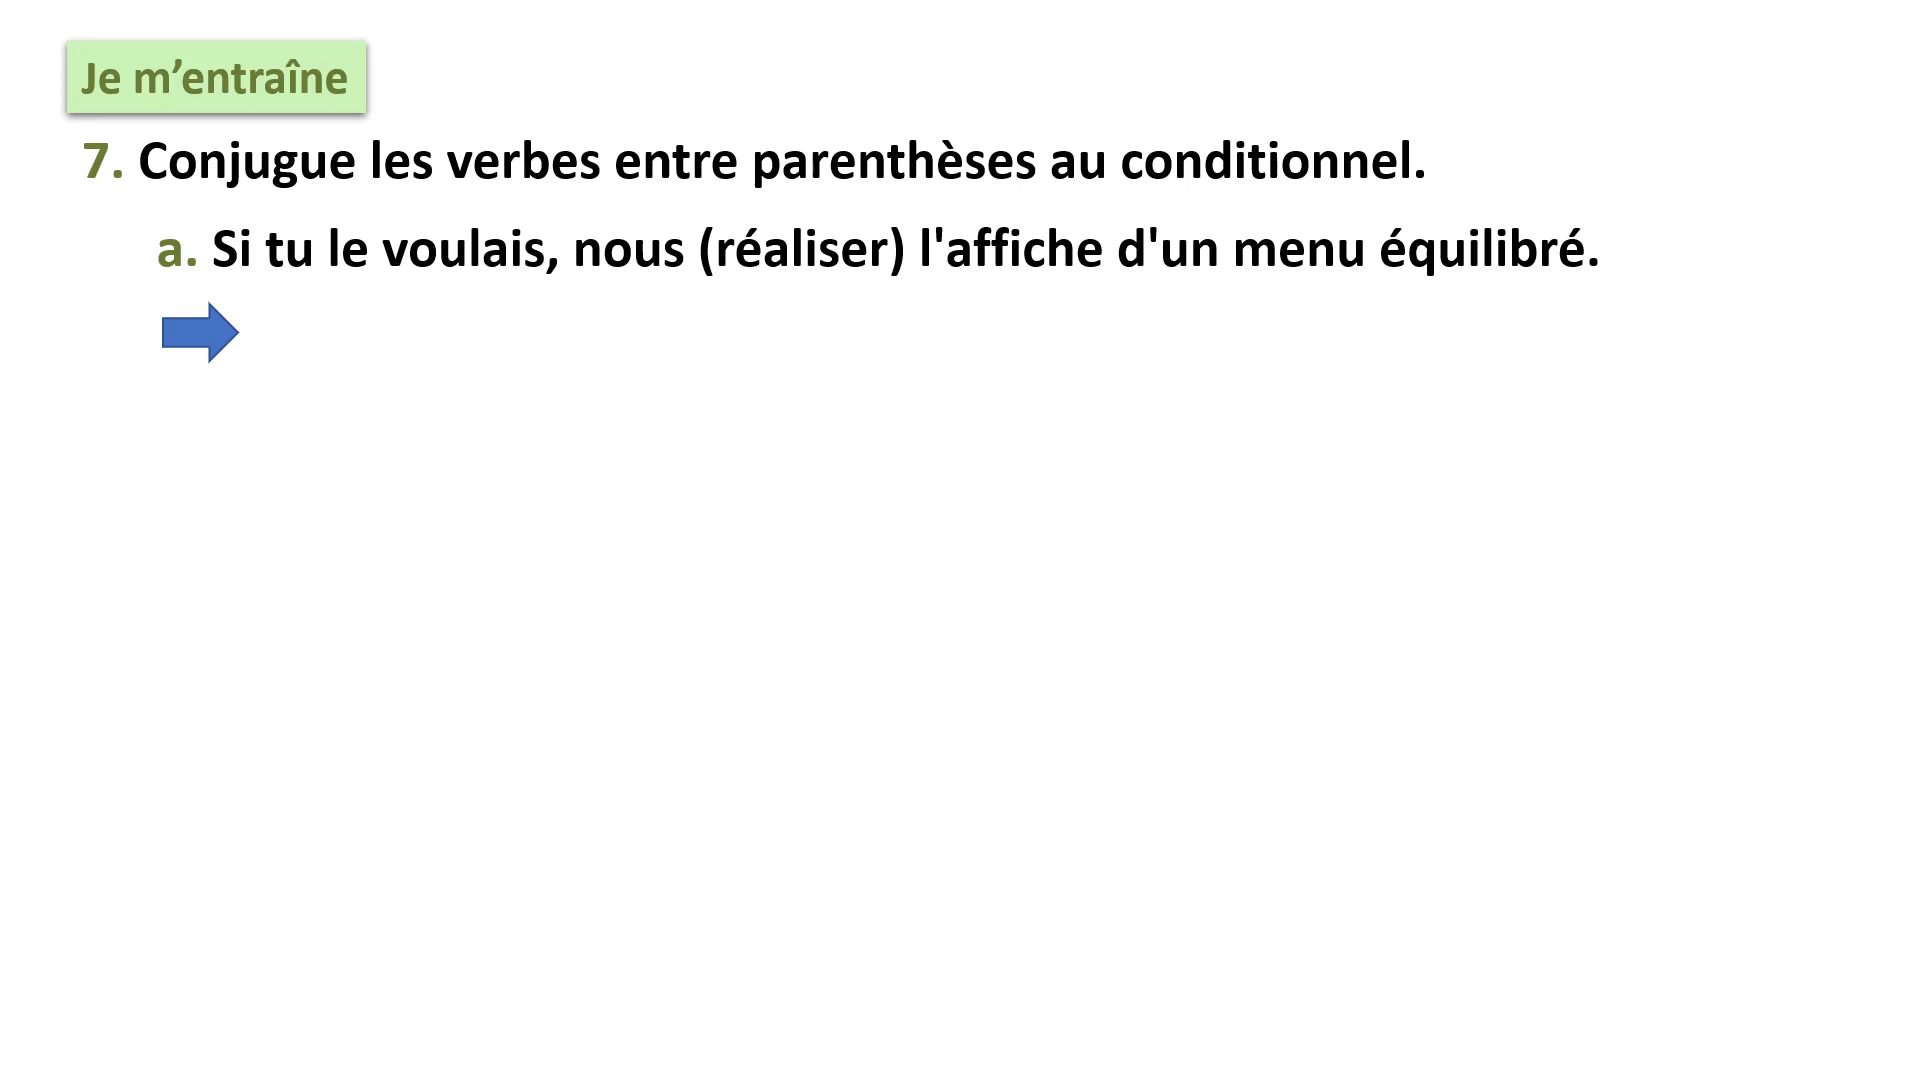 Je m’entraîne
7. Conjugue les verbes entre parenthèses au conditionnel.
a. Si tu le voulais, nous (réaliser) l'affiche d'un menu équilibré.